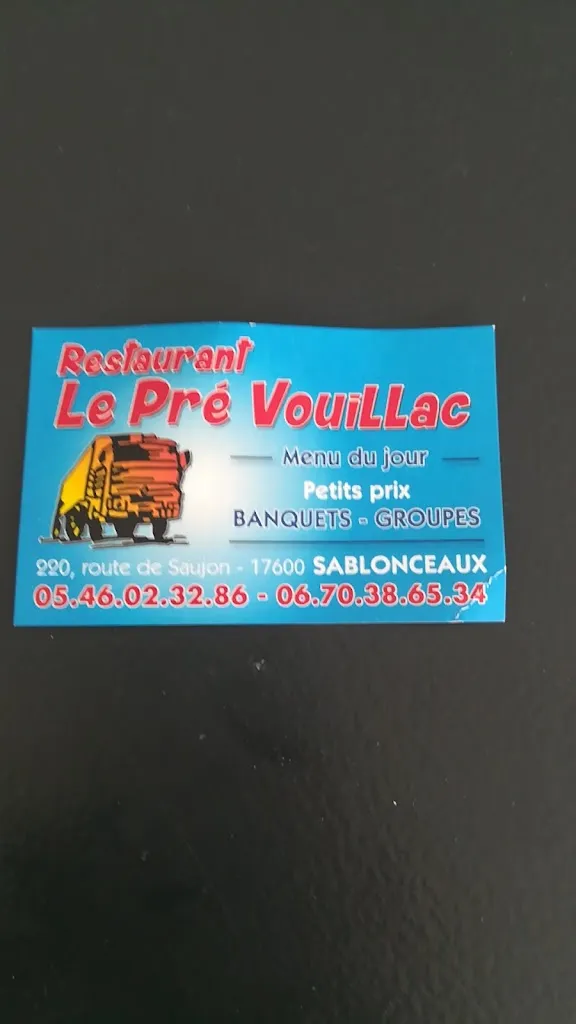 Restaurant
Le Pré Vouillac
Menu du jour
Petits prix
BANQUETS - GROUPES
220, route de Saujon - 17600 SABLONCEAUX
05.46.02.32.86 - 06.70.38.65.34